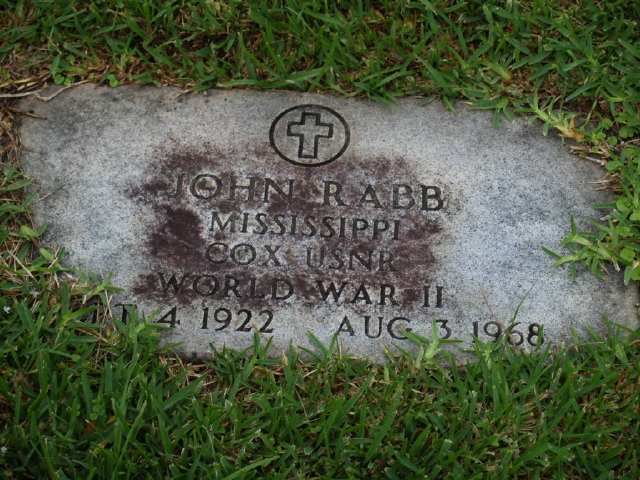 JOHN RABB
MISSISSIPPI
COX USNR
WORLD WAR II
4 1922 AUG 3 1968